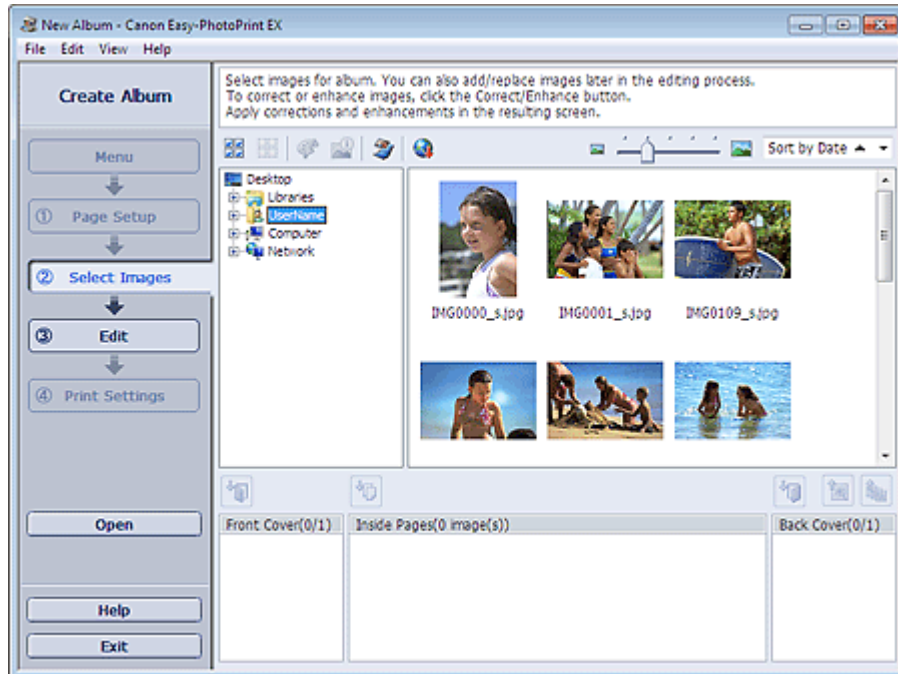 New Album - Canon Easy-PhotoPrint EX
File Edit View Help
Create Album
Menu
① Page Setup
② Select Images
③ Edit
④ Print Settings
Open
Help
Exit
Select images for album. You can also add/replace images later in the editing process.
To correct or enhance images, click the Correct/Enhance button.
Apply corrections and enhancements in the resulting screen.
Sort by Date
Desktop
Libraries
UserName
Computer
Network
IMG0000_s.jpg IMG0001_s.jpg IMG0109_s.jpg
Front Cover(0/1) Inside Pages(0 image(s)) Back Cover(0/1)